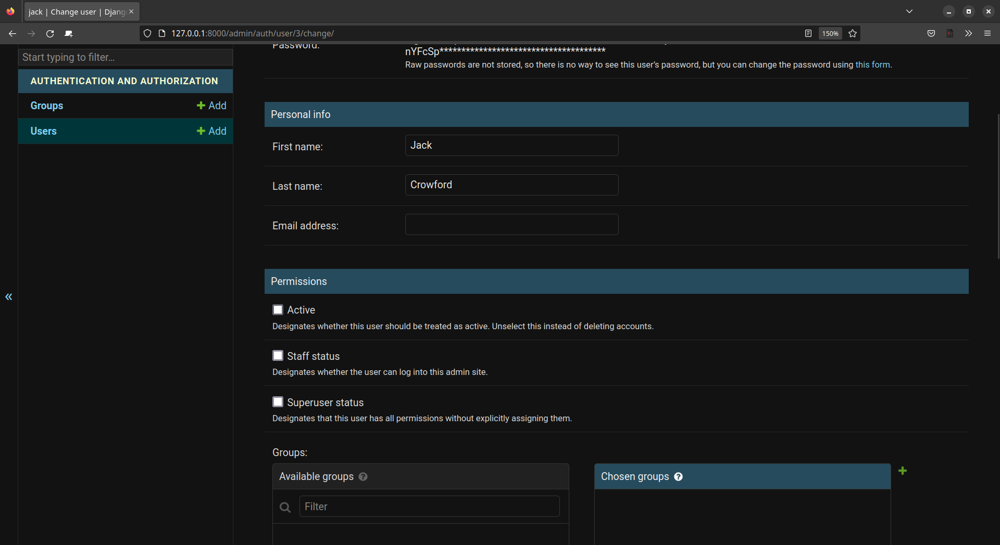 jack | Change user | Djang
127.0.0.1:8000/admin/auth/user/3/change/
150%
Start typing to filter…
AUTHENTICATION AND AUTHORIZATION
Groups
Add
Users
Add
Password:
nYFcSp**************************************
Raw passwords are not stored, so there is no way to see this user’s password, but you can change the password using this form.
Personal info
First name:
Jack
Last name:
Crowford
Email address:
Permissions
Active
Designates whether this user should be treated as active. Unselect this instead of deleting accounts.
Staff status
Designates whether the user can log into this admin site.
Superuser status
Designates that this user has all permissions without explicitly assigning them.
«
Groups:
Available groups ?
Chosen groups ?
Filter